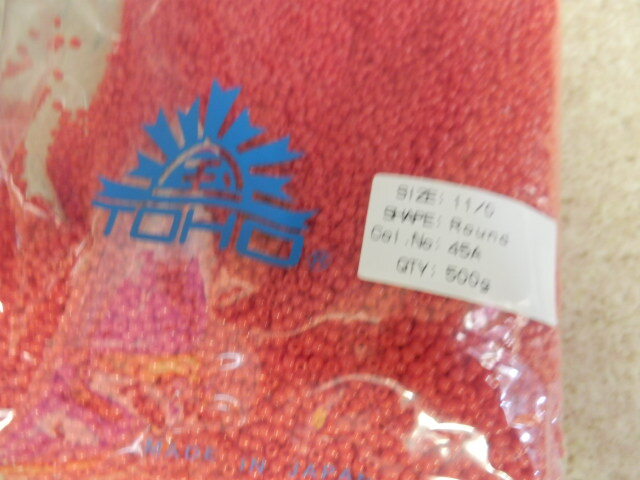 TOHO®
SIZE: 11/0
SHAPE: Round
Col.No: 45A
QTY: 500g
MADE IN JAPAN